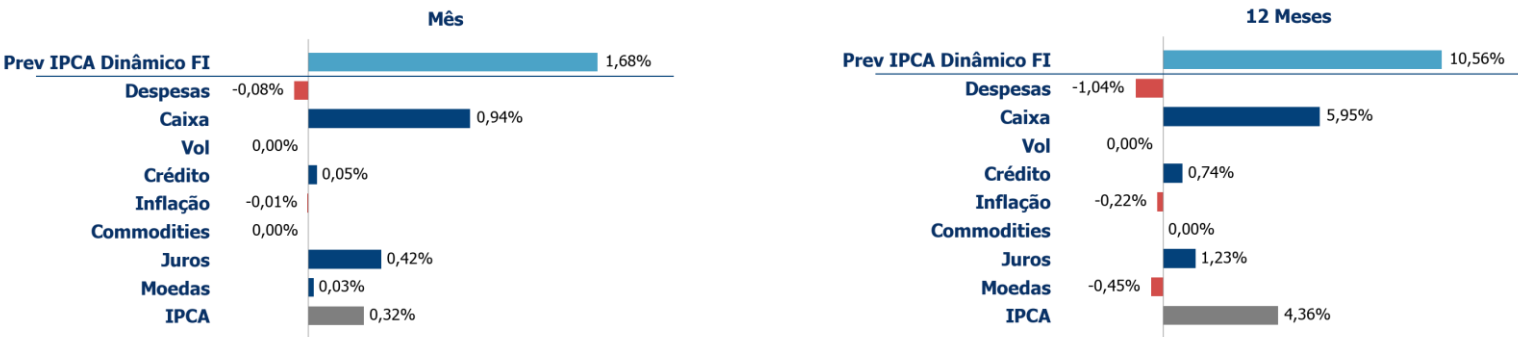 Mês
Prev IPCA Dinâmico FI 1,68%
Despesas -0,08%
Caixa 0,94%
Vol 0,00%
Crédito 0,05%
Inflação -0,01%
Commodities 0,00%
Juros 0,42%
Moedas 0,03%
IPCA 0,32%
12 Meses
Prev IPCA Dinâmico FI 10,56%
Despesas -1,04%
Caixa 5,95%
Vol 0,00%
Crédito 0,74%
Inflação -0,22%
Commodities 0,00%
Juros 1,23%
Moedas -0,45%
IPCA 4,36%